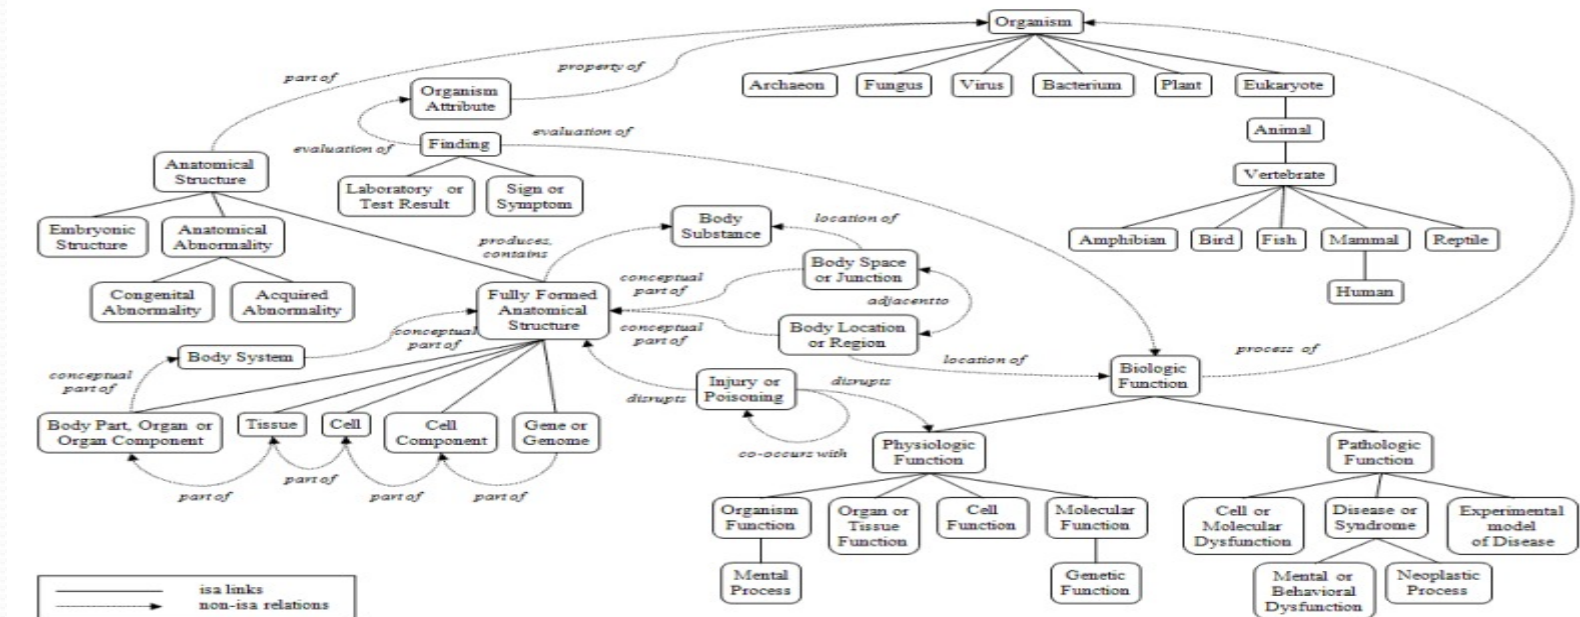 Organism
part of
property of
Archaeon
Fungus
Virus
Bacterium
Plant
Eukaryote
Organism
Attribute
evaluation of
Finding
evaluation of
Animal
Anatomical
Structure
Laboratory or
Test Result
Sign or
Symptom
Vertebrate
Embryonic
Structure
Anatomical
Abnormality
produces,
contains
Body
Substance
location of
Amphibian
Bird
Fish
Mammal
Reptile
Congenital
Abnormality
Acquired
Abnormality
Fully Formed
Anatomical
Structure
conceptual
part of
Body Space
or Junction
adjacentto
Human
conceptual
part of
Body System
conceptual
part of
conceptual
part of
Body Location
or Region
location of
Biologic
Function
process of
Injury or
Poisoning
disrupts
disrupts
co-occurs with
Body Part, Organ or
Organ Component
Tissue
Cell
Cell
Component
Gene or
Genome
part of
part of
part of
part of
Physiologic
Function
Pathologic
Function
Organism
Function
Organ or
Tissue
Function
Cell
Function
Molecular
Function
Cell or
Molecular
Dysfunction
Disease or
Syndrome
Experimental
model
of Disease
Mental
Process
Genetic
Function
Mental or
Behavioral
Dysfunction
Neoplastic
Process
isa links
non-isa relations